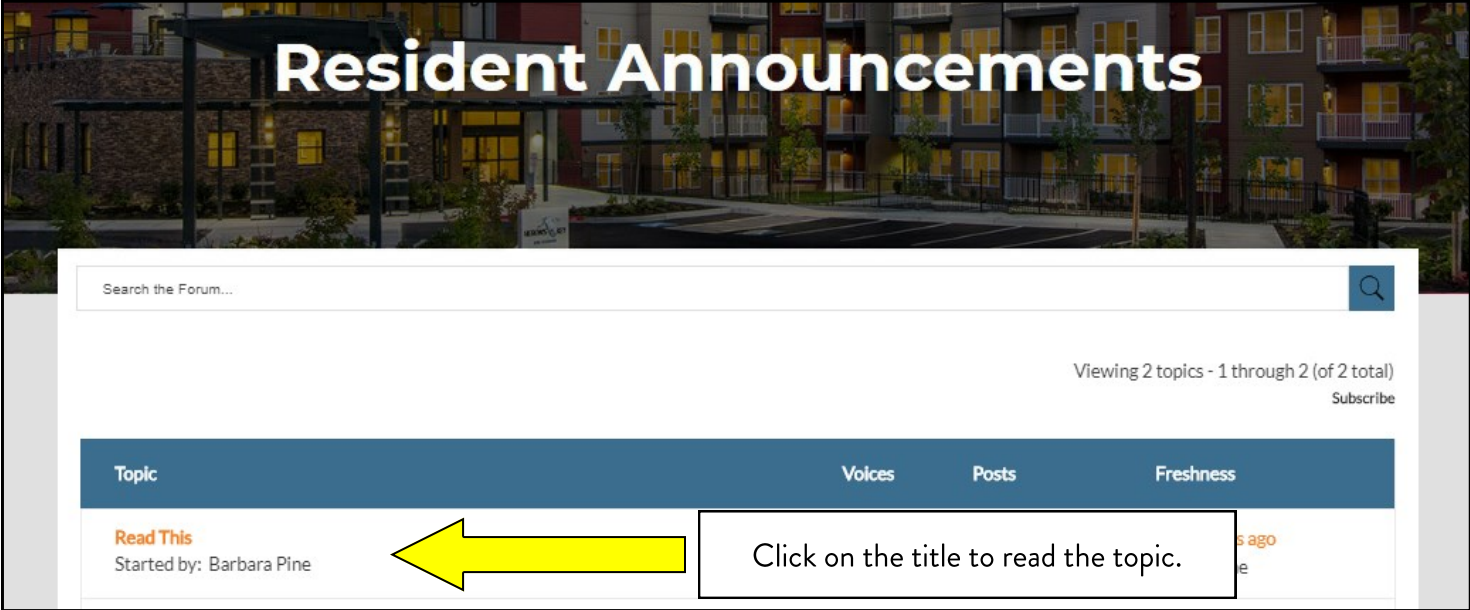 Resident Announcements
Search the Forum...
Viewing 2 topics - 1 through 2 (of 2 total)
Subscribe
Topic Voices Posts Freshness
Read This
Started by: Barbara Pine
Click on the title to read the topic.
ago